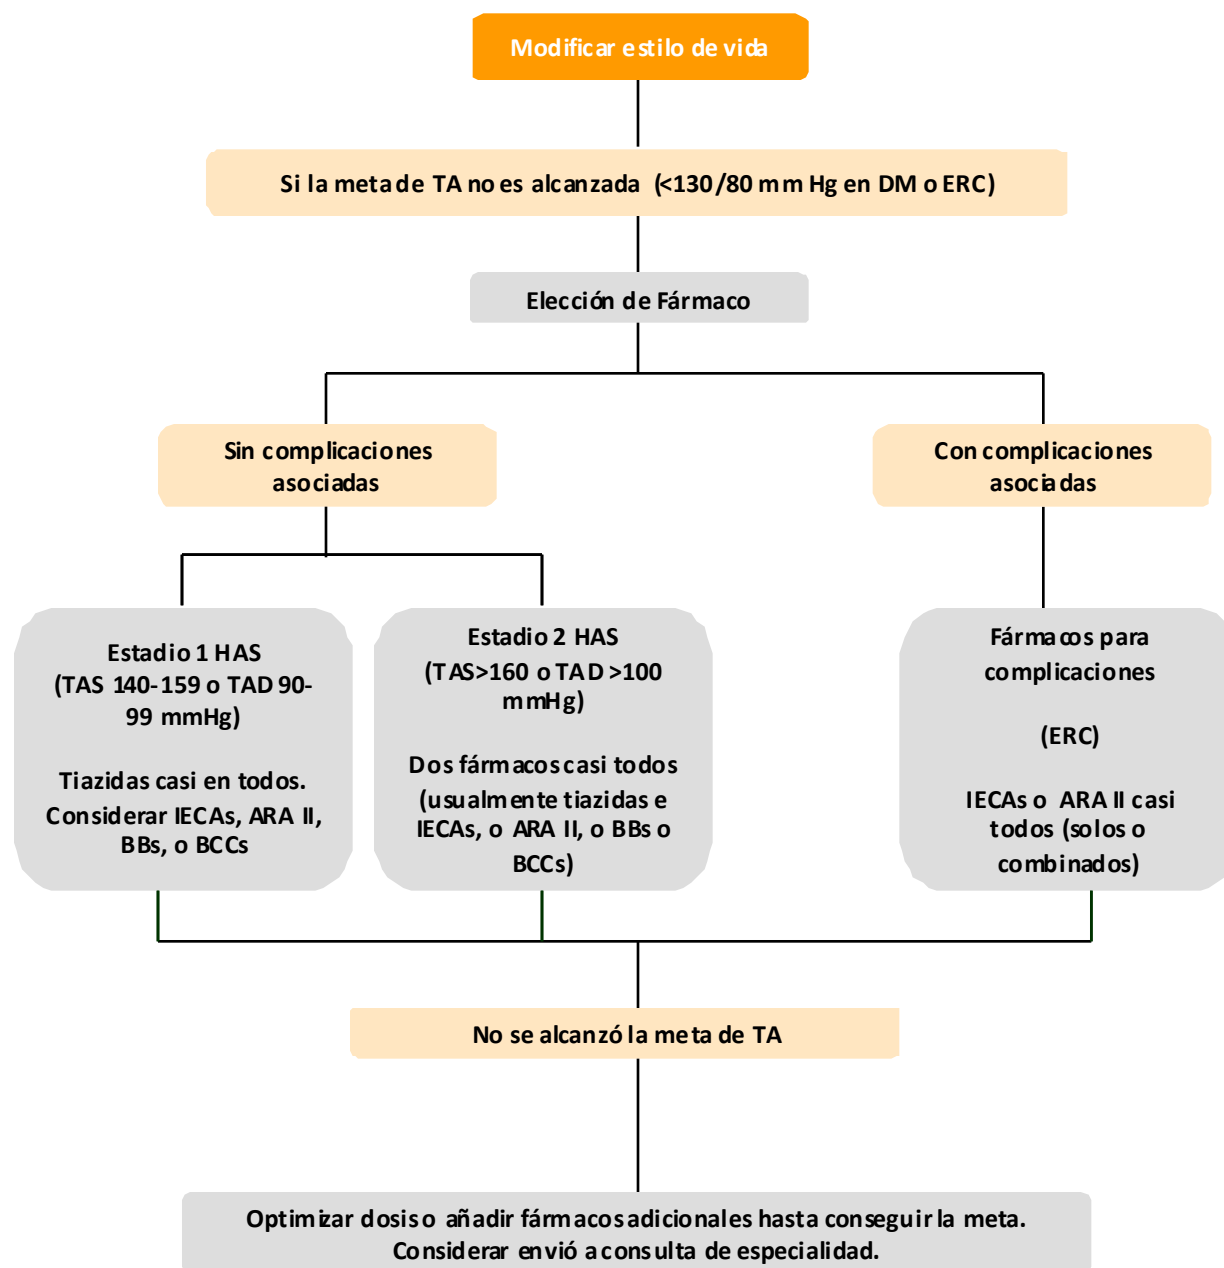 Modificar estilo de vida
Si la meta de TA no es alcanzada (<130/80 mm Hg en DM o ERC)
Elección de Fármaco
Sin complicaciones
asociadas
Con complicaciones
asociadas
Estadio 1 HAS
(TAS 140-159 o TAD 90-
99 mmHg)
Tiazidas casi en todos.
Considerar IECAs, ARA II,
BBs, o BCCs
Estadio 2 HAS
(TAS>160 o TAD >100
mmHg)
Dos fármacos casi todos
(usualmente tiazidas e
IECAs, o ARA II, o BBs o
BCCs)
Fármacos para
complicaciones
(ERC)
IECAs o ARA II casi
todos (solos o
combinados)
No se alcanzó la meta de TA
Optimizar dosis o añadir fármacos adicionales hasta conseguir la meta.
Considerar envió a consulta de especialidad.